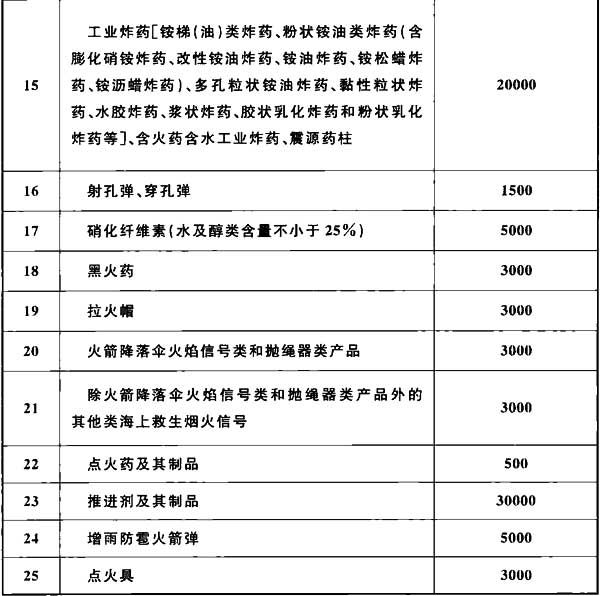 工业炸药[铵梯(油)类炸药、粉状铵油类炸药(含
膨化硝铵炸药、改性铵油炸药、铵油炸药、铵松蜡炸
15 药、铵沥蜡炸药)、多孔粒状铵油炸药、黏性粒状炸 20000
药、水胶炸药、浆状炸药、胶状乳化炸药和粉状乳化
炸药等]、含火药含水工业炸药、震源药柱
16 射孔弹、穿孔弹 1500
17 硝化纤维素(水及醇类含量不小于 25%) 5000
18 黑火药 3000
19 拉火帽 3000
20 火箭降落伞火焰信号类和抛绳器类产品 3000
除火箭降落伞火焰信号类和抛绳器类产品外的
21 3000
其他类海上救生烟火信号
22 点火药及其制品 500
23 推进剂及其制品 30000
24 增雨防雹火箭弹 5000
25 点火具 3000